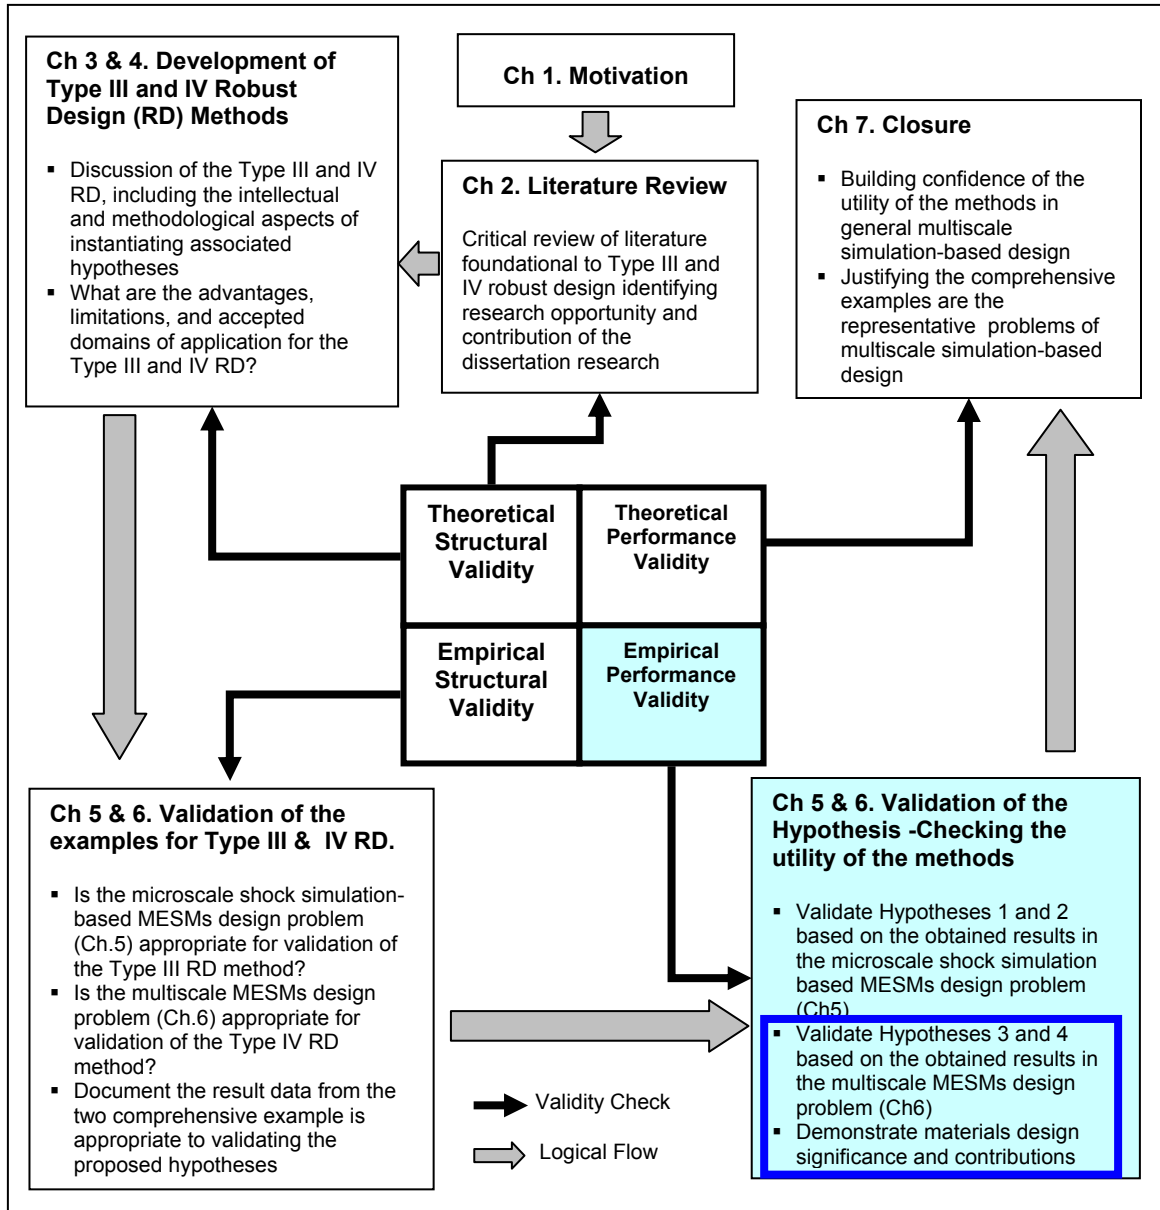 Ch 3 & 4. Development of
Type III and IV Robust
Design (RD) Methods
▪ Discussion of the Type III and IV
RD, including the intellectual
and methodological aspects of
instantiating associated
hypotheses
▪ What are the advantages,
limitations, and accepted
domains of application for the
Type III and IV RD?
Ch 1. Motivation
Ch 2. Literature Review
Critical review of literature
foundational to Type III and
IV robust design identifying
research opportunity and
contribution of the
dissertation research
Ch 7. Closure
▪ Building confidence of the
utility of the methods in
general multiscale
simulation-based design
▪ Justifying the comprehensive
examples are the
representative problems of
multiscale simulation-based
design
Theoretical
Structural
Validity
Theoretical
Performance
Validity
Empirical
Structural
Validity
Empirical
Performance
Validity
Ch 5 & 6. Validation of the
examples for Type III & IV RD.
▪ Is the microscale shock simulation-
based MESMs design problem
(Ch.5) appropriate for validation of
the Type III RD method?
▪ Is the multiscale MESMs design
problem (Ch.6) appropriate for
validation of the Type IV RD
method?
▪ Document the result data from the
two comprehensive example is
appropriate to validating the
proposed hypotheses
Validity Check
Logical Flow
Ch 5 & 6. Validation of the
Hypothesis -Checking the
utility of the methods
▪ Validate Hypotheses 1 and 2
based on the obtained results in
the microscale shock simulation
based MESMs design problem
(Ch5)
▪ Validate Hypotheses 3 and 4
based on the obtained results in
the multiscale MESMs design
problem (Ch6)
▪ Demonstrate materials design
significance and contributions